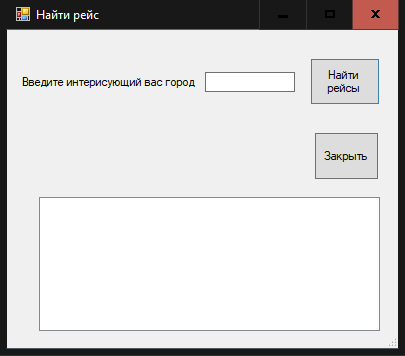 Найти рейс
Введите интерисующий вас город
Найти
рейсы
Закрыть